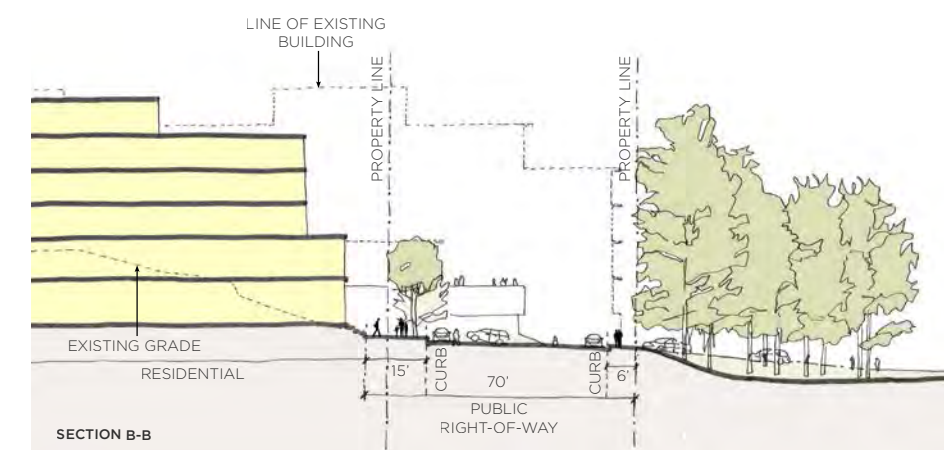 LINE OF EXISTING
BUILDING
PROPERTY LINE
PROPERTY LINE
EXISTING GRADE
RESIDENTIAL
15'
CURB
70'
CURB
6'
PUBLIC
RIGHT-OF-WAY
SECTION B-B